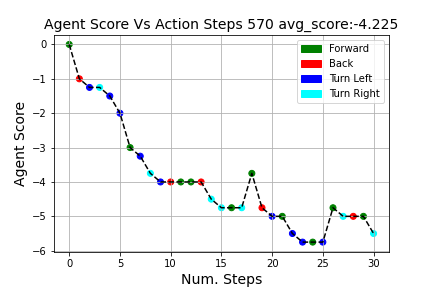 Agent Score Vs Action Steps 570 avg_score:-4.225
Forward
Back
Turn Left
Turn Right
Agent Score
0
−1
−2
−3
−4
−5
−6
0 5 10 15 20 25 30
Num. Steps